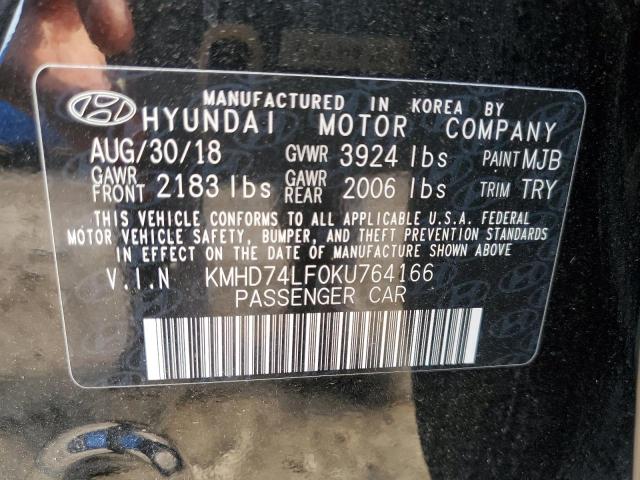 MANUFACTURED IN KOREA BY
HYUNDAI MOTOR COMPANY
AUG/30/18 GVWR 3924 lbs PAINT MJB
GAWR FRONT 2183 lbs GAWR REAR 2006 lbs TRIM TRY
THIS VEHICLE CONFORMS TO ALL APPLICABLE U.S.A. FEDERAL
MOTOR VEHICLE SAFETY, BUMPER, AND THEFT PREVENTION STANDARDS
IN EFFECT ON THE DATE OF MANUFACTURE SHOWN ABOVE
V.I.N KMHD74LF0KU764166
PASSENGER CAR